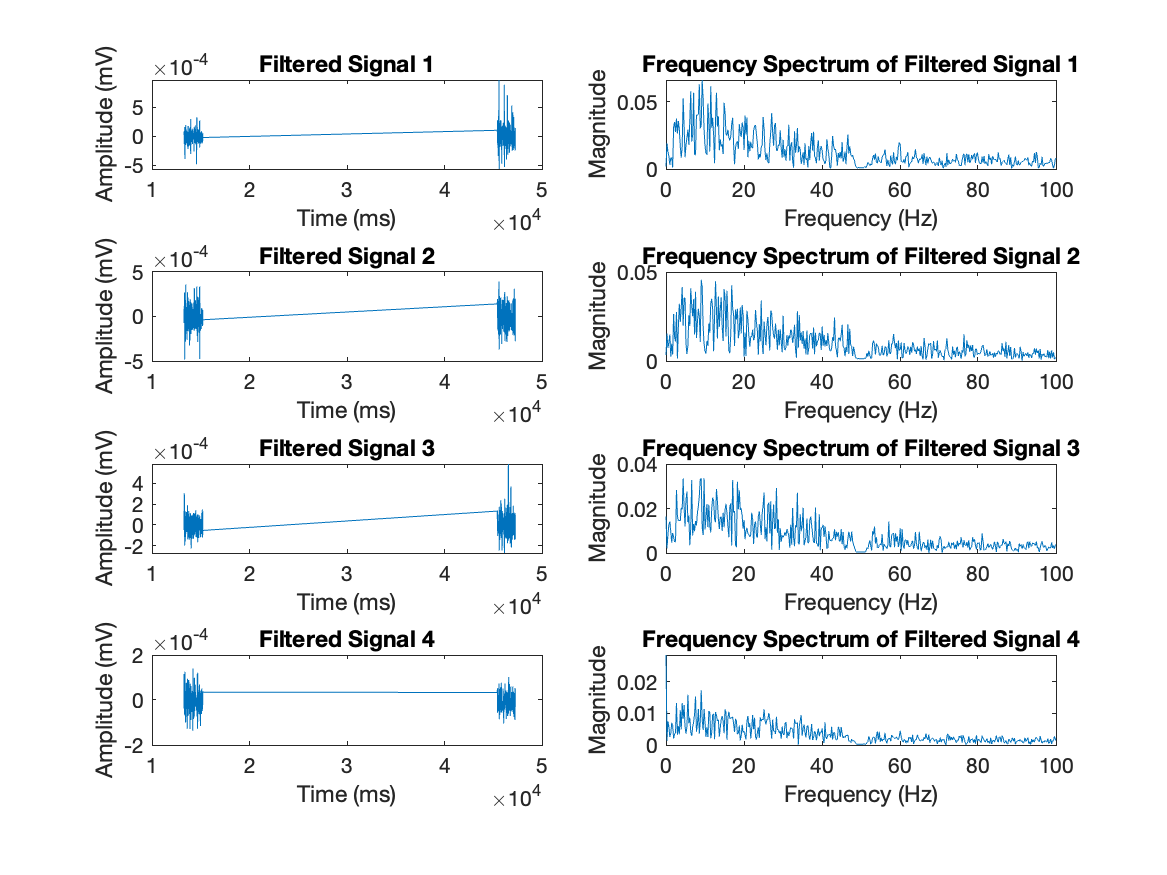 Filtered Signal 1
×10-4
Amplitude (mV)
5
0
-5
1 2 3 4 5
Time (ms)
×104
Frequency Spectrum of Filtered Signal 1
Magnitude
0.05
0
0 20 40 60 80 100
Frequency (Hz)
Filtered Signal 2
×10-4
Amplitude (mV)
5
0
-5
1 2 3 4 5
Time (ms)
×104
Frequency Spectrum of Filtered Signal 2
Magnitude
0.05
0
0 20 40 60 80 100
Frequency (Hz)
Filtered Signal 3
×10-4
Amplitude (mV)
4
2
0
-2
1 2 3 4 5
Time (ms)
×104
Frequency Spectrum of Filtered Signal 3
Magnitude
0.04
0.02
0
0 20 40 60 80 100
Frequency (Hz)
Filtered Signal 4
×10-4
Amplitude (mV)
2
0
-2
1 2 3 4 5
Time (ms)
×104
Frequency Spectrum of Filtered Signal 4
Magnitude
0.02
0.01
0
0 20 40 60 80 100
Frequency (Hz)